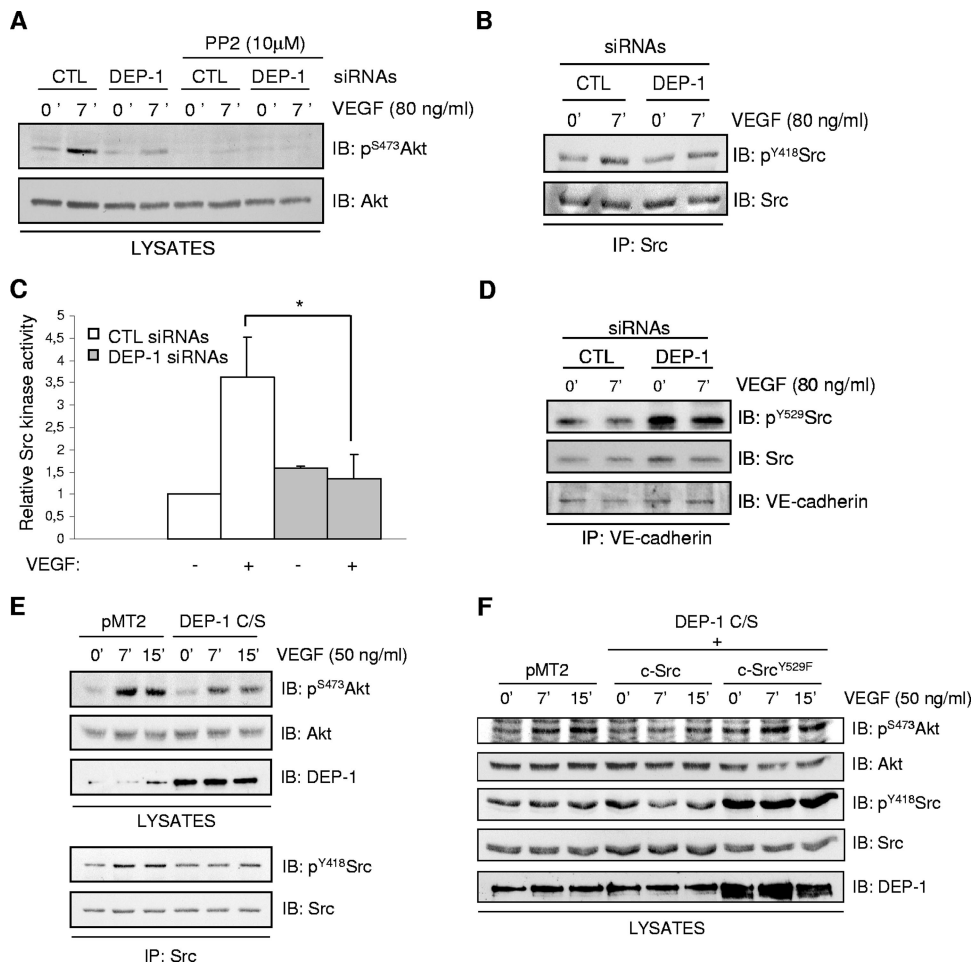 A
PP2 (10μM)
CTL DEP-1 CTL DEP-1 siRNAs
0' 7' 0' 7' 0' 7' 0' 7' VEGF (80 ng/ml)
IB: pS473Akt
IB: Akt
LYSATES
B
siRNAs
CTL DEP-1
0' 7' 0' 7' VEGF (80 ng/ml)
IB: pY418Src
IB: Src
IP: Src
C
Relative Src kinase activity
5
4,5
4
3,5
3
2,5
2
1,5
1
0,5
0
CTL siRNAs
DEP-1 siRNAs
*
VEGF: - + - +
D
siRNAs
CTL DEP-1
0' 7' 0' 7' VEGF (80 ng/ml)
IB: pY529Src
IB: Src
IB: VE-cadherin
IP: VE-cadherin
E
pMT2 DEP-1 C/S
0' 7' 15' 0' 7' 15' VEGF (50 ng/ml)
IB: pS473Akt
IB: Akt
IB: DEP-1
LYSATES
IB: pY418Src
IB: Src
IP: Src
F
DEP-1 C/S
+
pMT2 c-Src c-SrcY529F
0' 7' 15' 0' 7' 15' 0' 7' 15' VEGF (50 ng/ml)
IB: pS473Akt
IB: Akt
IB: pY418Src
IB: Src
IB: DEP-1
LYSATES